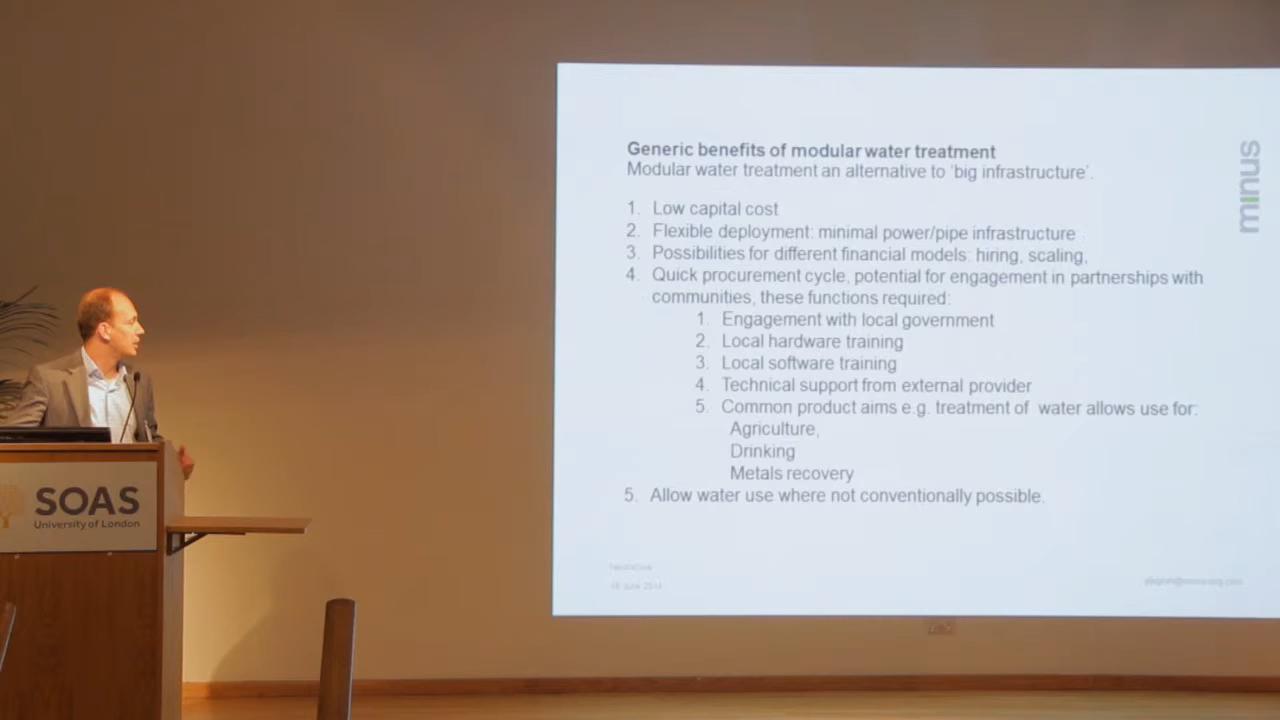 Generic benefits of modular water treatment
Modular water treatment an alternative to 'big infrastructure'.
1. Low capital cost
2. Flexible deployment: minimal power/pipe infrastructure
3. Possibilities for different financial models: hiring, scaling,
4. Quick procurement cycle, potential for engagement in partnerships with
communities, these functions required:
1. Engagement with local government
2. Local hardware training
3. Local software training
4. Technical support from external provider
5. Common product aims e.g. treatment of water allows use for:
Agriculture,
Drinking
Metals recovery
5. Allow water use where not conventionally possible.
minus
SOAS
University of London